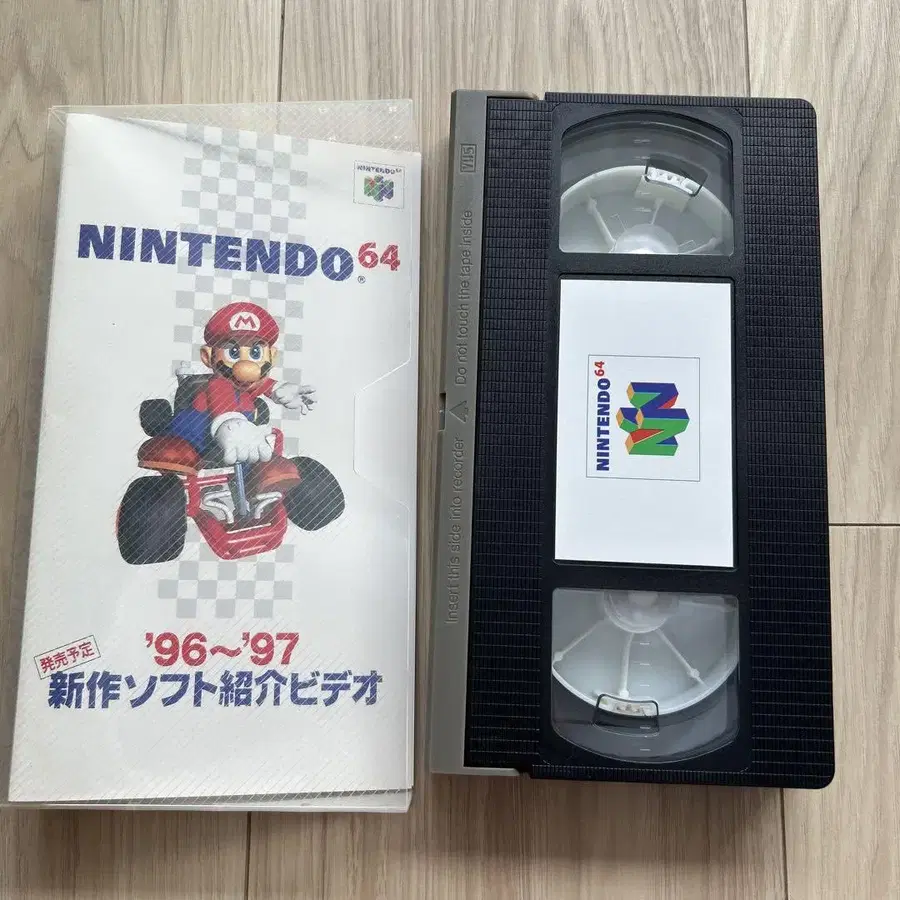 NINTENDO64
NINTENDO64®
M
'96〜'97
発売予定
新作ソフト紹介ビデオ
VHS
Do not touch the tape inside
Insert this side into recorder
NINTENDO64